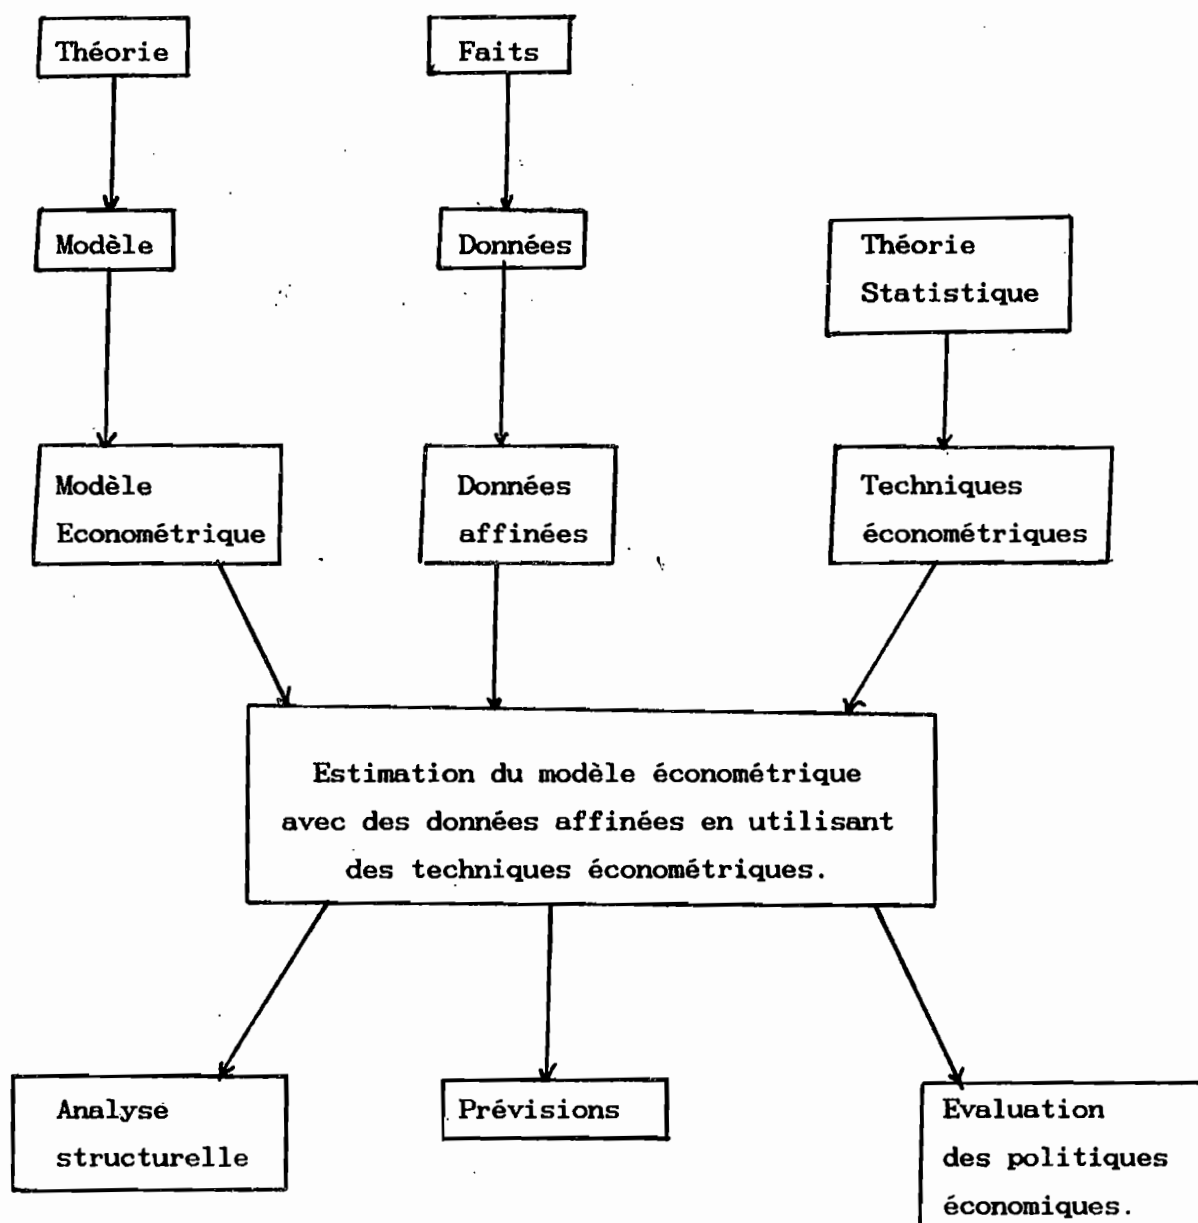 Théorie
Faits
Modèle
Données
Théorie
Statistique
Modèle
Econométrique
Données
affinées
Techniques
économétriques
Estimation du modèle économétrique
avec des données affinées en utilisant
des techniques économétriques.
Analyse
structurelle
Prévisions
Evaluation
des politiques
économiques.